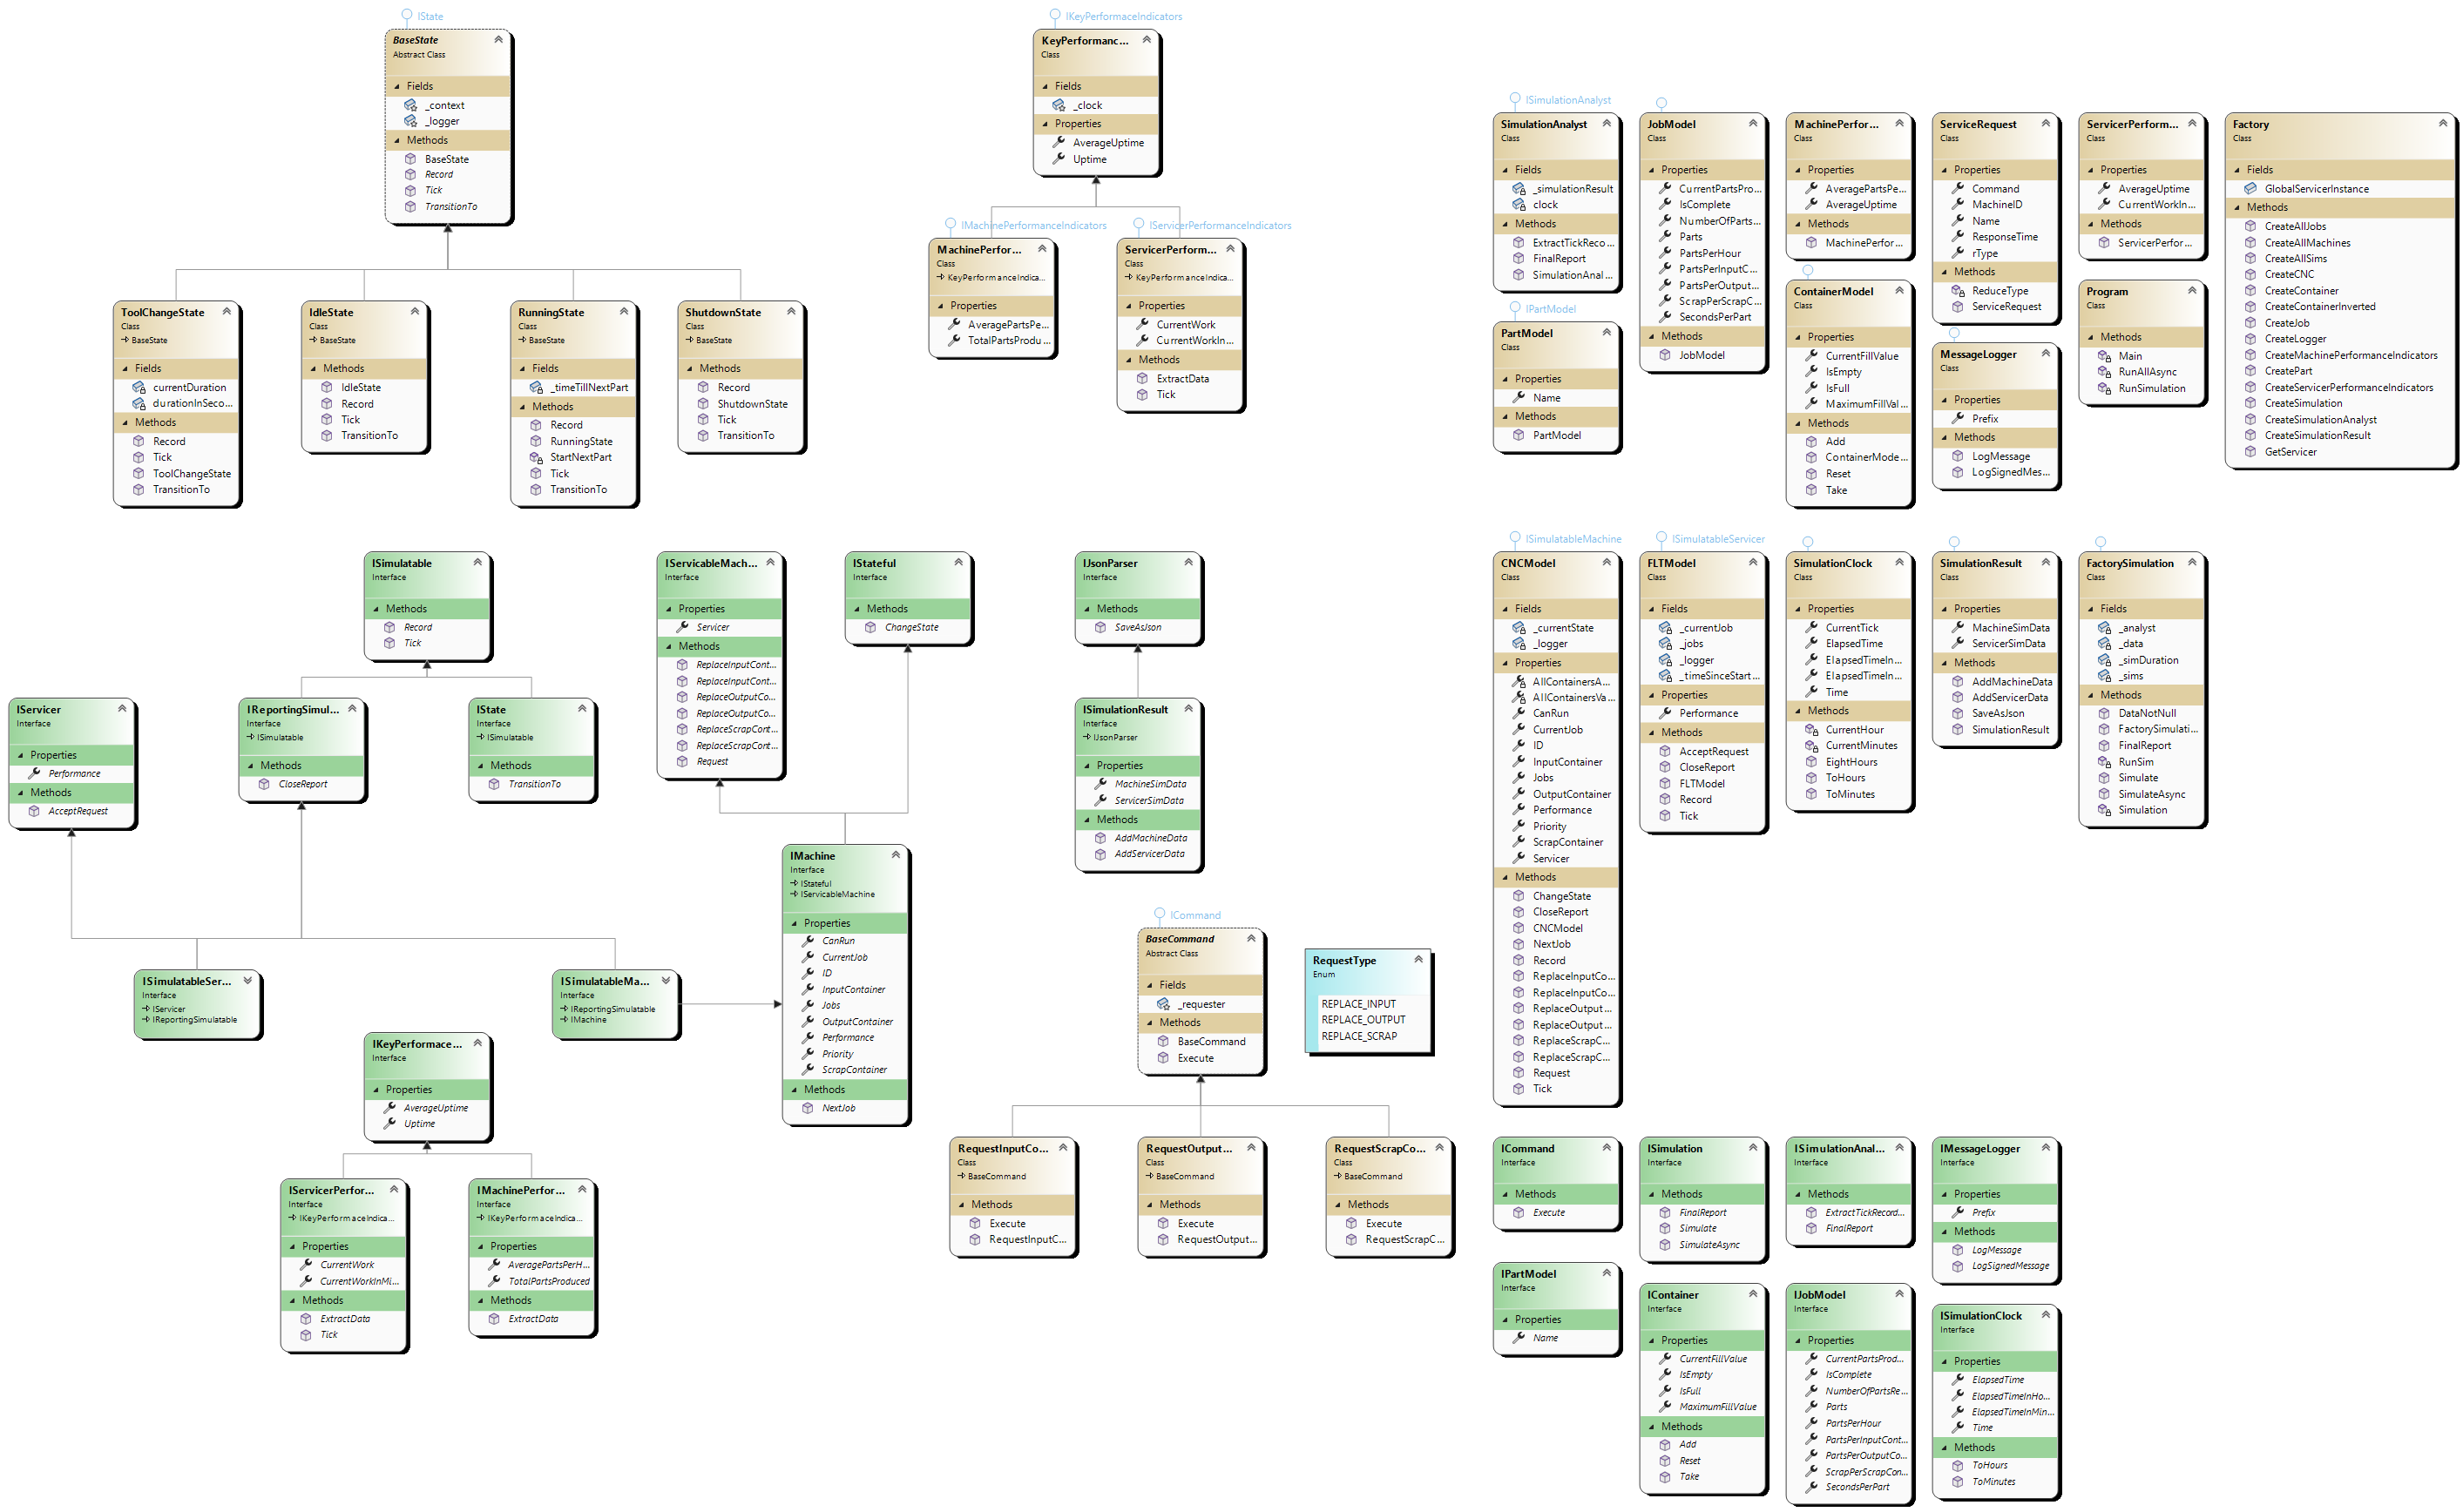 IState
BaseState
Abstract Class
Fields
_context
_logger
Methods
BaseState
Record
Tick
TransitionTo
ToolChangeState
Class
BaseState
Fields
currentDuration
durationInSeco...
Methods
Record
Tick
ToolChangeState
TransitionTo
IdleState
Class
BaseState
Methods
IdleState
Record
Tick
TransitionTo
RunningState
Class
BaseState
Fields
_timeTillNextPart
Methods
Record
RunningState
StartNextPart
Tick
TransitionTo
ShutdownState
Class
BaseState
Methods
Record
ShutdownState
Tick
TransitionTo
IKeyPerformaceIndicators
KeyPerformanc...
Class
Fields
_clock
Properties
AverageUptime
Uptime
IMachinePerformanceIndicators
MachinePerfor...
Class
KeyPerformanceIndica...
Properties
AveragePartsPe...
TotalPartsProdu...
IServicerPerformanceIndicators
ServicerPerform...
Class
KeyPerformanceIndica...
Properties
CurrentWork
CurrentWorkIn...
Methods
ExtractData
Tick
ISimulationAnalyst
SimulationAnalyst
Class
Fields
_simulationResult
clock
Methods
ExtractTickReco...
FinalReport
SimulationAnal...
IPartModel
PartModel
Class
Properties
Name
Methods
PartModel
JobModel
Class
Properties
CurrentPartsPro...
IsComplete
NumberOfParts...
Parts
PartsPerHour
PartsPerInputC...
PartsPerOutput...
ScrapPerScrapC...
SecondsPerPart
Methods
JobModel
MachinePerfor...
Class
Properties
AveragePartsPe...
AverageUptime
Methods
MachinePerfor...
ContainerModel
Class
Properties
CurrentFillValue
IsEmpty
IsFull
MaximumFillVal...
Methods
Add
ContainerMode...
Reset
Take
ServiceRequest
Class
Properties
Command
MachineID
Name
ResponseTime
rType
Methods
ReduceType
ServiceRequest
MessageLogger
Class
Properties
Prefix
Methods
LogMessage
LogSignedMes...
ServicerPerform...
Class
Properties
AverageUptime
CurrentWorkIn...
Methods
ServicerPerfor...
Program
Class
Methods
Main
RunAllAsync
RunSimulation
Factory
Class
Fields
GlobalServicerInstance
Methods
CreateAllJobs
CreateAllMachines
CreateAllSims
CreateCNC
CreateContainer
CreateContainerInverted
CreateJob
CreateLogger
CreateMachinePerformanceIndicators
CreatePart
CreateServicerPerformanceIndicators
CreateSimulation
CreateSimulationAnalyst
CreateSimulationResult
GetServicer
ISimulatable
Interface
Methods
Record
Tick
IServicer
Interface
Properties
Performance
Methods
AcceptRequest
IReportingSimul...
Interface
ISimulatable
Methods
CloseReport
IState
Interface
ISimulatable
Methods
TransitionTo
IServicableMach...
Interface
Properties
Servicer
Methods
ReplaceInputCont...
ReplaceInputCont...
ReplaceOutputCo...
ReplaceOutputCo...
ReplaceScrapCont...
ReplaceScrapCont...
Request
IStateful
Interface
Methods
ChangeState
IJsonParser
Interface
Methods
SaveAsJson
ISimulationResult
Interface
IJsonParser
Properties
MachineSimData
ServicerSimData
Methods
AddMachineData
AddServicerData
IMachine
Interface
IStateful
IServicableMachine
Properties
CanRun
CurrentJob
ID
InputContainer
Jobs
OutputContainer
Performance
Priority
ScrapContainer
Methods
NextJob
ISimulatableSer...
Interface
IServicer
IReportingSimulatable
ISimulatableMa...
Interface
IReportingSimulatable
IMachine
IKeyPerformace...
Interface
Properties
AverageUptime
Uptime
IServicerPerfor...
Interface
IKeyPerformaceIndica...
Properties
CurrentWork
CurrentWorkInMi...
Methods
ExtractData
Tick
IMachinePerfor...
Interface
IKeyPerformaceIndica...
Properties
AveragePartsPerH...
TotalPartsProduced
Methods
ExtractData
ICommand
BaseCommand
Abstract Class
Fields
_requester
Methods
BaseCommand
Execute
RequestType
Enum
REPLACE_INPUT
REPLACE_OUTPUT
REPLACE_SCRAP
RequestInputCo...
Class
BaseCommand
Methods
Execute
RequestInputC...
RequestOutput...
Class
BaseCommand
Methods
Execute
RequestOutput...
RequestScrapCo...
Class
BaseCommand
Methods
Execute
RequestScrapC...
ISimulatableMachine
CNCModel
Class
Fields
_currentState
_logger
Properties
AllContainersA...
AllContainersVa...
CanRun
CurrentJob
ID
InputContainer
Jobs
OutputContainer
Performance
Priority
ScrapContainer
Servicer
Methods
ChangeState
CloseReport
CNCModel
NextJob
Record
ReplaceInputCo...
ReplaceInputCo...
ReplaceOutput...
ReplaceOutput...
ReplaceScrapC...
ReplaceScrapC...
Request
Tick
ISimulatableServicer
FLTModel
Class
Fields
_currentJob
_jobs
_logger
_timeSinceStart...
Properties
Performance
Methods
AcceptRequest
CloseReport
FLTModel
Record
Tick
SimulationClock
Class
Properties
CurrentTick
ElapsedTime
ElapsedTimeIn...
ElapsedTimeIn...
Time
Methods
CurrentHour
CurrentMinutes
EightHours
ToHours
ToMinutes
SimulationResult
Class
Properties
MachineSimData
ServicerSimData
Methods
AddMachineData
AddServicerData
SaveAsJson
SimulationResult
FactorySimulation
Class
Fields
_analyst
_data
_simDuration
_sims
Methods
DataNotNull
FactorySimulati...
FinalReport
RunSim
Simulate
SimulateAsync
Simulation
ICommand
Interface
Methods
Execute
IPartModel
Interface
Properties
Name
ISimulation
Interface
Methods
FinalReport
Simulate
SimulateAsync
IContainer
Interface
Properties
CurrentFillValue
IsEmpty
IsFull
MaximumFillValue
Methods
Add
Reset
Take
ISimulationAnal...
Interface
Methods
ExtractTickRecord...
FinalReport
IJobModel
Interface
Properties
CurrentPartsProd...
IsComplete
NumberOfPartsRe...
Parts
PartsPerHour
PartsPerInputCont...
PartsPerOutputCo...
ScrapPerScrapCon...
SecondsPerPart
IMessageLogger
Interface
Properties
Prefix
Methods
LogMessage
LogSignedMessage
ISimulationClock
Interface
Properties
ElapsedTime
ElapsedTimeInHo...
ElapsedTimeInMin...
Time
Methods
ToHours
ToMinutes